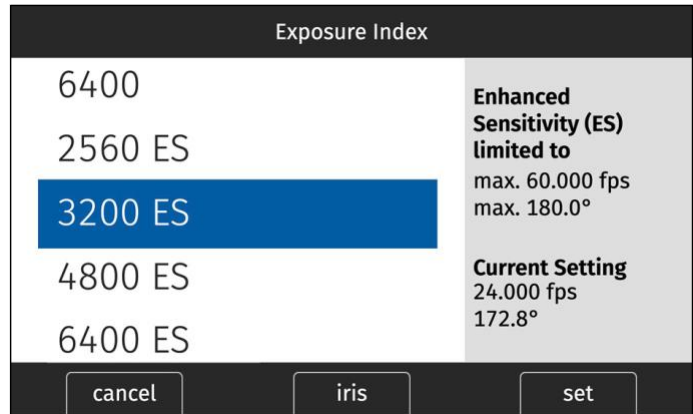 Exposure Index
6400
2560 ES
3200 ES
4800 ES
6400 ES
Enhanced
Sensitivity (ES)
limited to
max. 60.000 fps
max. 180.0°
Current Setting
24.000 fps
172.8°
cancel
iris
set